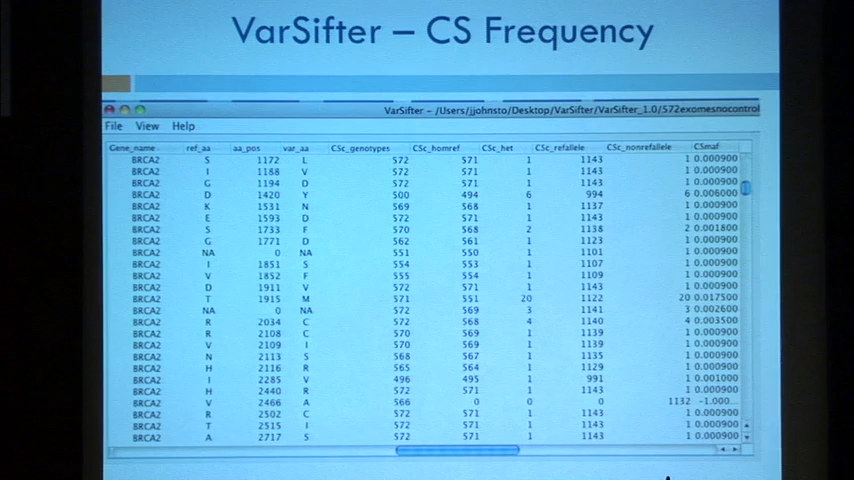 VarSifter – CS Frequency
VarSifter – /Users/jjohnsto/Desktop/VarSifter/VarSifter_1.0/572exomesnocontrol
File View Help
Gene_name ref_aa aa_pos var_aa CSc_genotypes CSc_homref CSc_het CSc_refallele CSc_nonrefallele CSmaf
BRCA2 S 1172 L 572 571 1 1143 1 0.000900
BRCA2 I 1188 V 572 571 1 1143 1 0.000900
BRCA2 G 1194 D 572 571 1 1143 1 0.000900
BRCA2 D 1420 Y 500 494 6 994 6 0.006000
BRCA2 K 1531 N 569 568 1 1137 1 0.000900
BRCA2 E 1593 D 572 571 1 1143 1 0.000900
BRCA2 S 1733 F 570 568 2 1138 2 0.001800
BRCA2 G 1771 D 562 561 1 1123 1 0.000900
BRCA2 NA 0 NA 551 550 1 1101 1 0.000900
BRCA2 I 1851 S 554 553 1 1107 1 0.000900
BRCA2 V 1852 F 555 554 1 1109 1 0.000900
BRCA2 D 1911 V 572 571 1 1143 1 0.000900
BRCA2 T 1915 M 571 551 20 1122 20 0.017500
BRCA2 NA 0 NA 572 569 3 1141 3 0.002600
BRCA2 R 2034 C 572 568 4 1140 4 0.003500
BRCA2 R 2108 C 570 569 1 1139 1 0.000900
BRCA2 V 2109 I 570 569 1 1139 1 0.000900
BRCA2 N 2113 S 568 567 1 1135 1 0.000900
BRCA2 H 2116 R 565 564 1 1129 1 0.000900
BRCA2 I 2285 V 496 495 1 991 1 0.001000
BRCA2 H 2440 R 572 571 1 1143 1 0.000900
BRCA2 V 2466 A 566 0 0 0 1132 -1.000...
BRCA2 R 2502 C 572 571 1 1143 1 0.000900
BRCA2 T 2515 I 572 571 1 1143 1 0.000900
BRCA2 A 2717 S 572 571 1 1143 1 0.000900